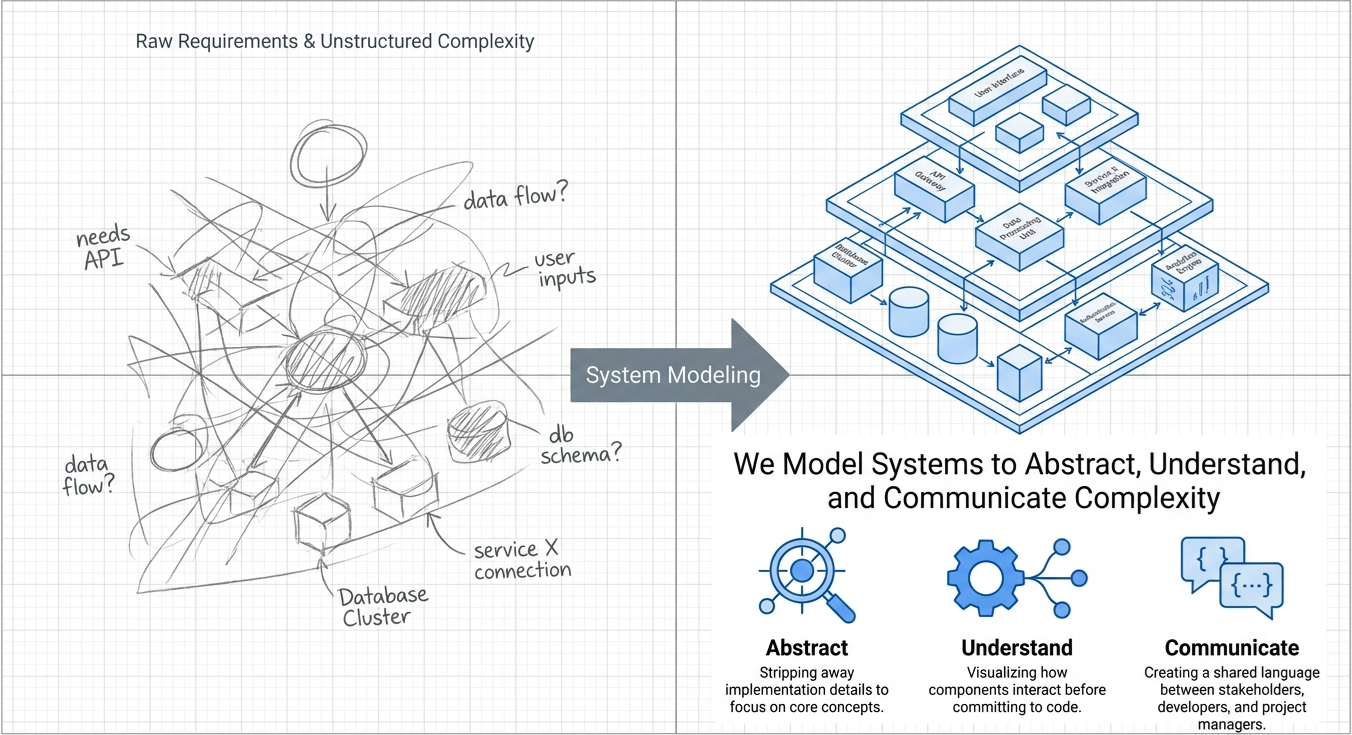 Raw Requirements & Unstructured Complexity
data flow?
needs
API
user
inputs
db
schema?
data
flow?
service X
connection
Database
Cluster
System Modeling
User Interface
API
Gateway
Service X
Integration
Data
Processing
Unit
Database
Cluster
We Model Systems to Abstract, Understand,
and Communicate Complexity
Abstract
Stripping away
implementation details to
focus on core concepts.
Understand
Visualizing how
components interact before
committing to code.
{ }
{...}
Communicate
Creating a shared language
between stakeholders,
developers, and project
managers.